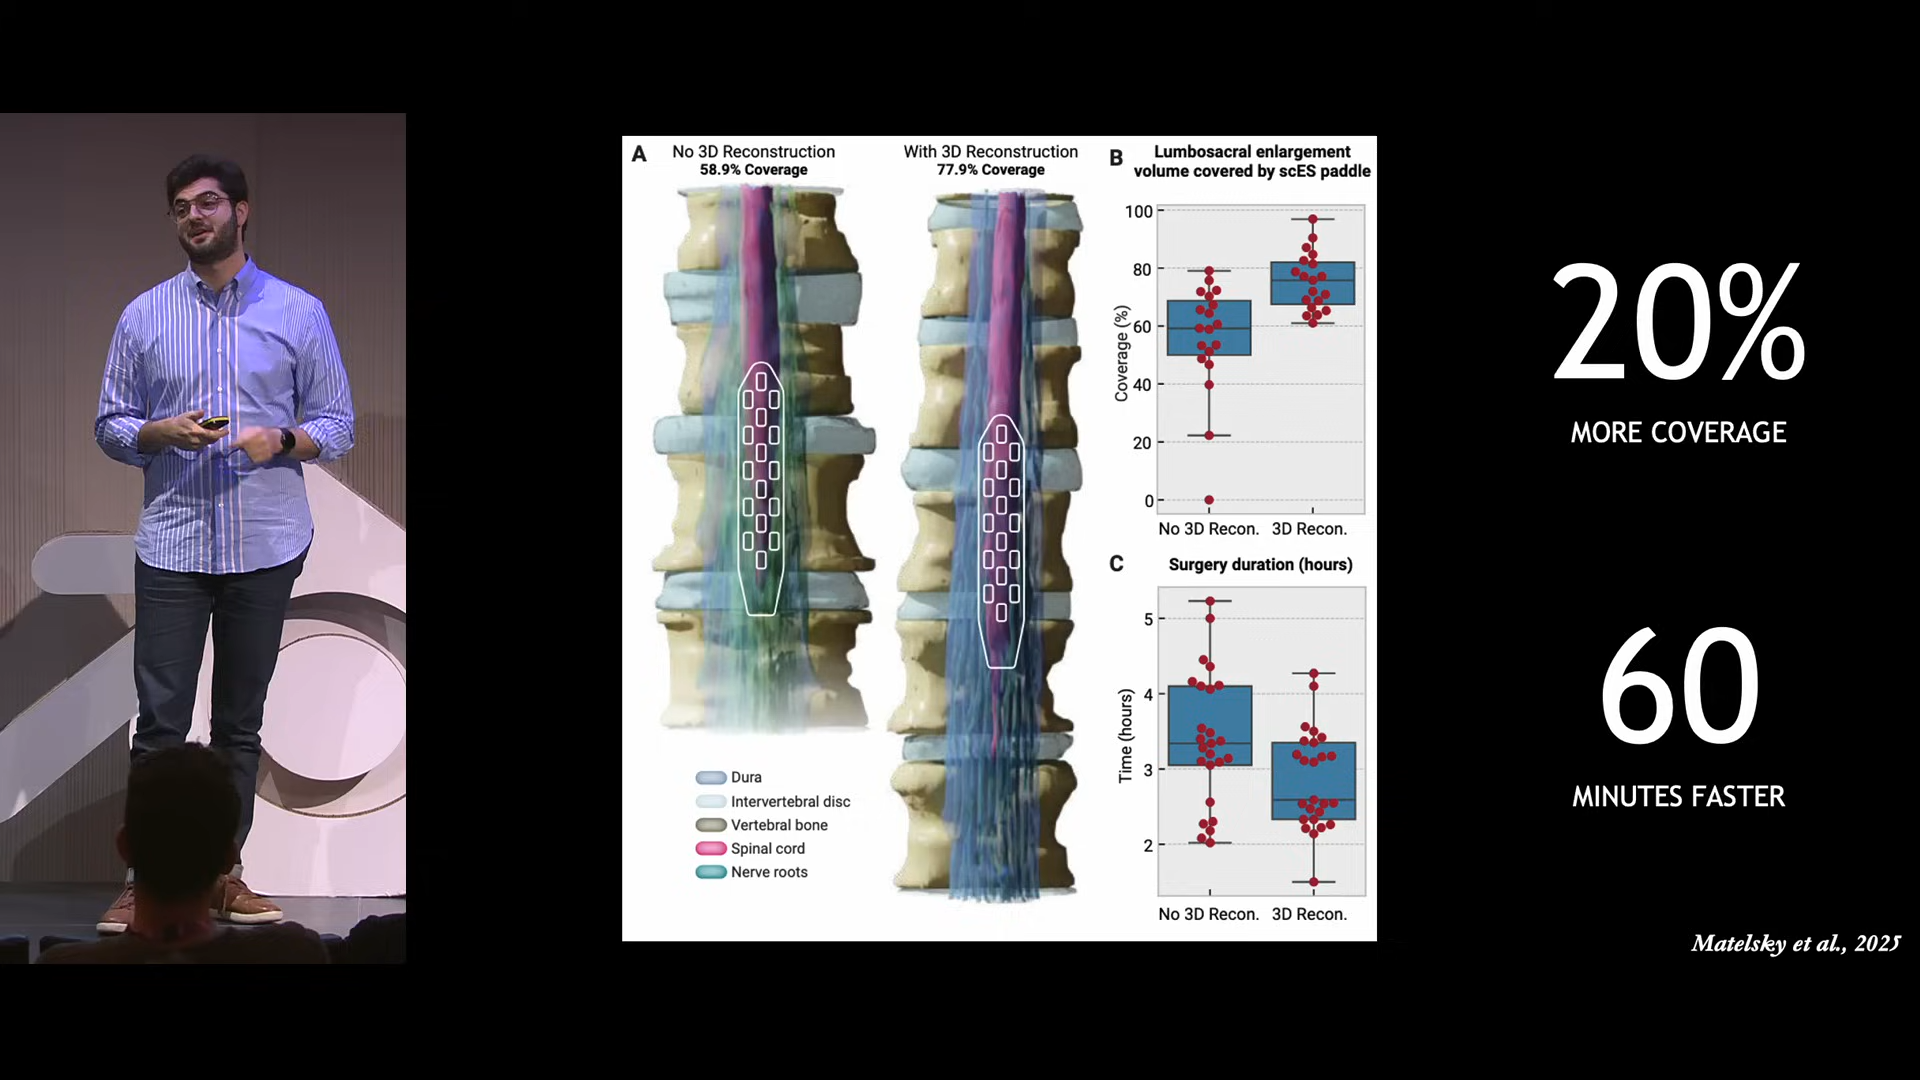 A
No 3D Reconstruction
58.9% Coverage
With 3D Reconstruction
77.9% Coverage
Dura
Intervertebral disc
Vertebral bone
Spinal cord
Nerve roots
B
Lumbosacral enlargement
volume covered by scES paddle
Coverage (%)
100
80
60
40
20
0
No 3D Recon.
3D Recon.
C
Surgery duration (hours)
Time (hours)
5
4
3
2
No 3D Recon.
3D Recon.
20%
MORE COVERAGE
60
MINUTES FASTER
Matelsky et al., 2025